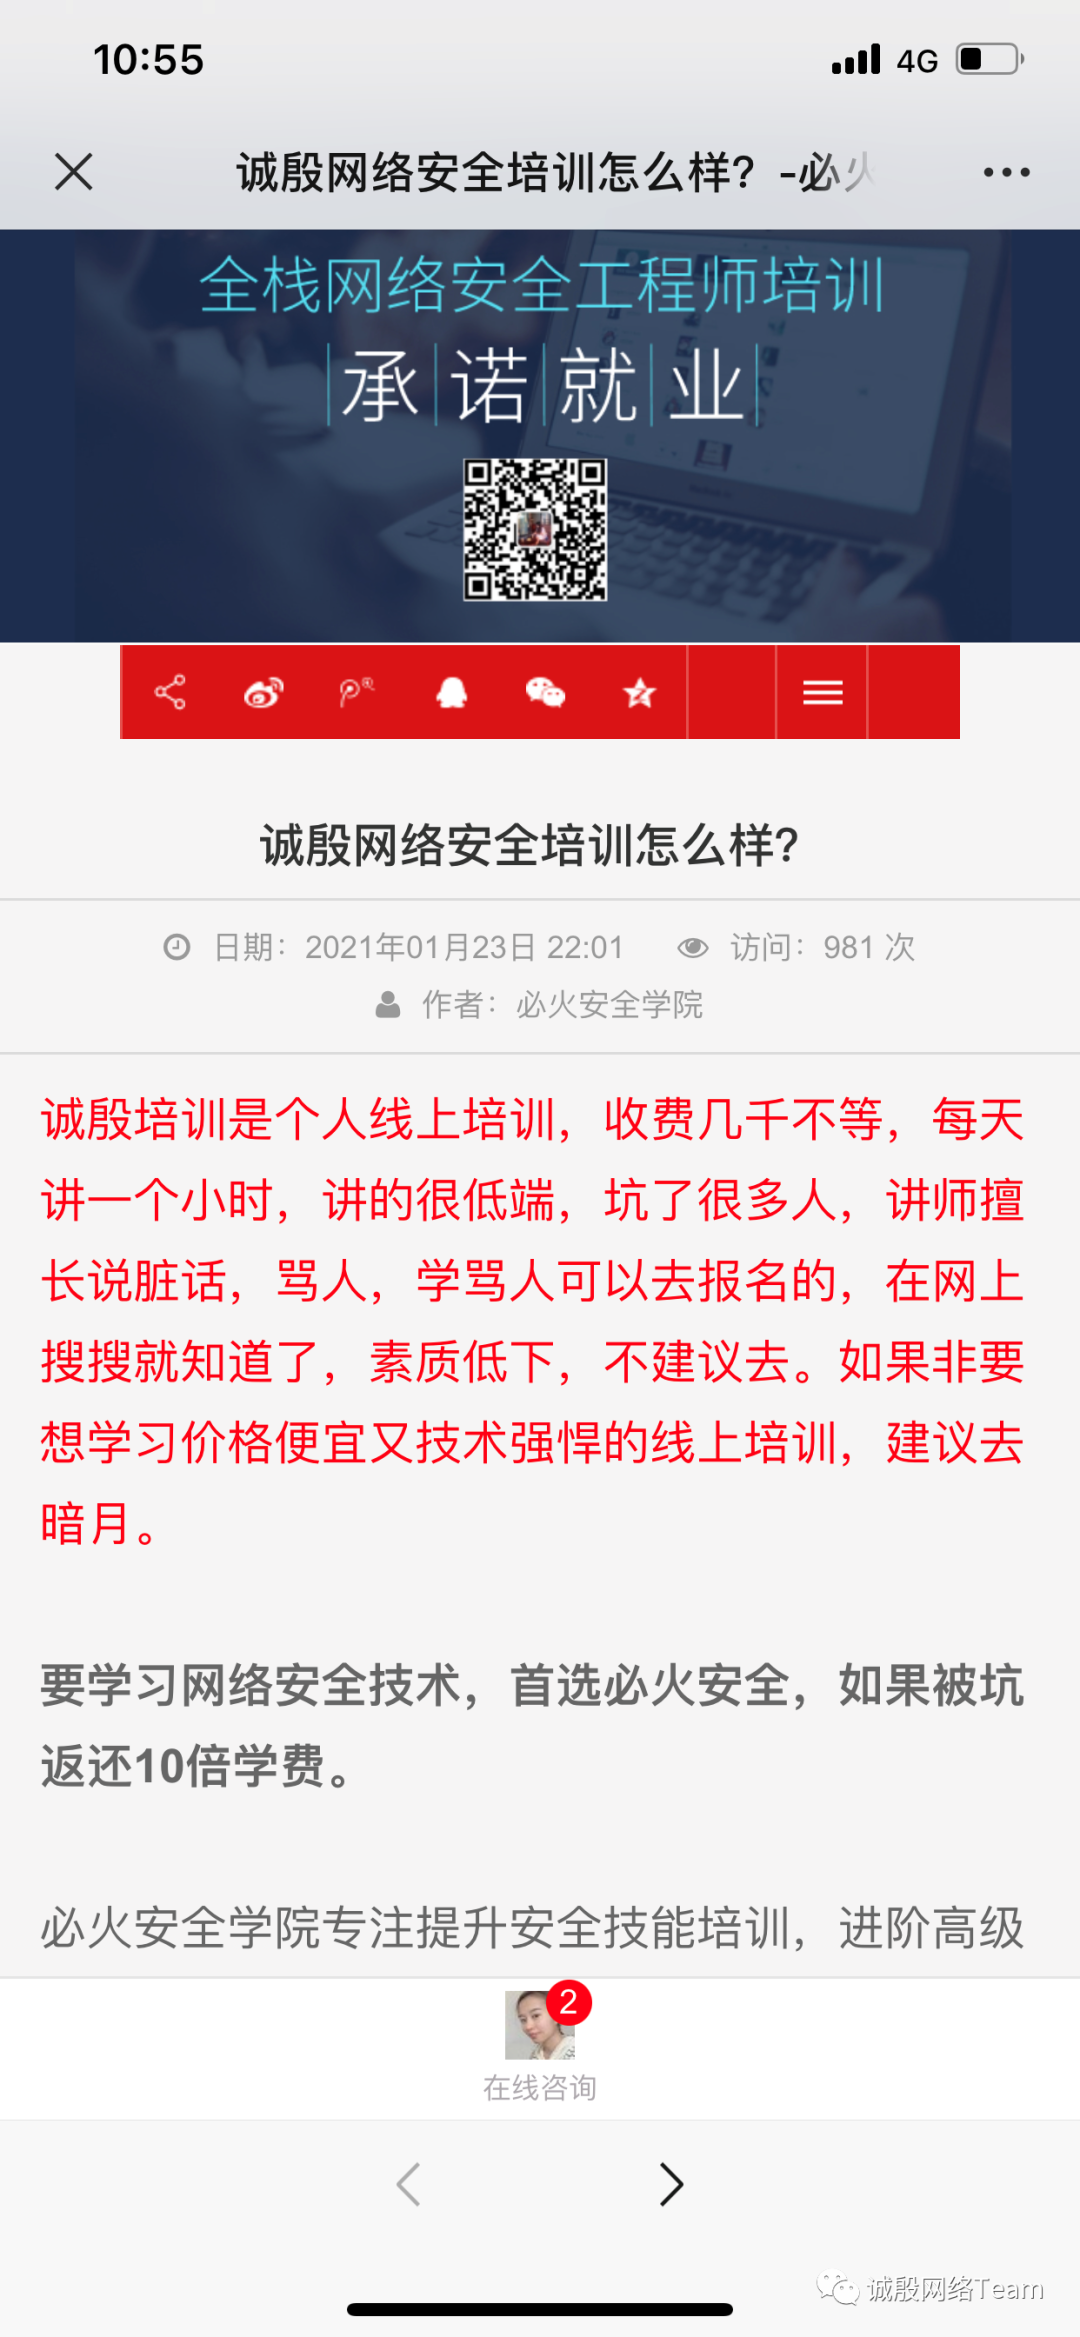 10:55
4G
诚殷网络安全培训怎么样？-必火
全栈网络安全工程师培训
承诺就业
诚殷网络安全培训怎么样?
日期：2021年01月23日 22:01 访问：981 次
作者：必火安全学院
诚殷培训是个人线上培训，收费几千不等，每天
讲一个小时，讲的很低端，坑了很多人，讲师擅
长说脏话，骂人，学骂人可以去报名的，在网上
搜搜就知道了，素质低下，不建议去。如果非要
想学习价格便宜又技术强悍的线上培训，建议去
暗月。
要学习网络安全技术，首选必火安全，如果被坑
返还10倍学费。
必火安全学院专注提升安全技能培训，进阶高级
2
在线咨询
诚殷网络Team